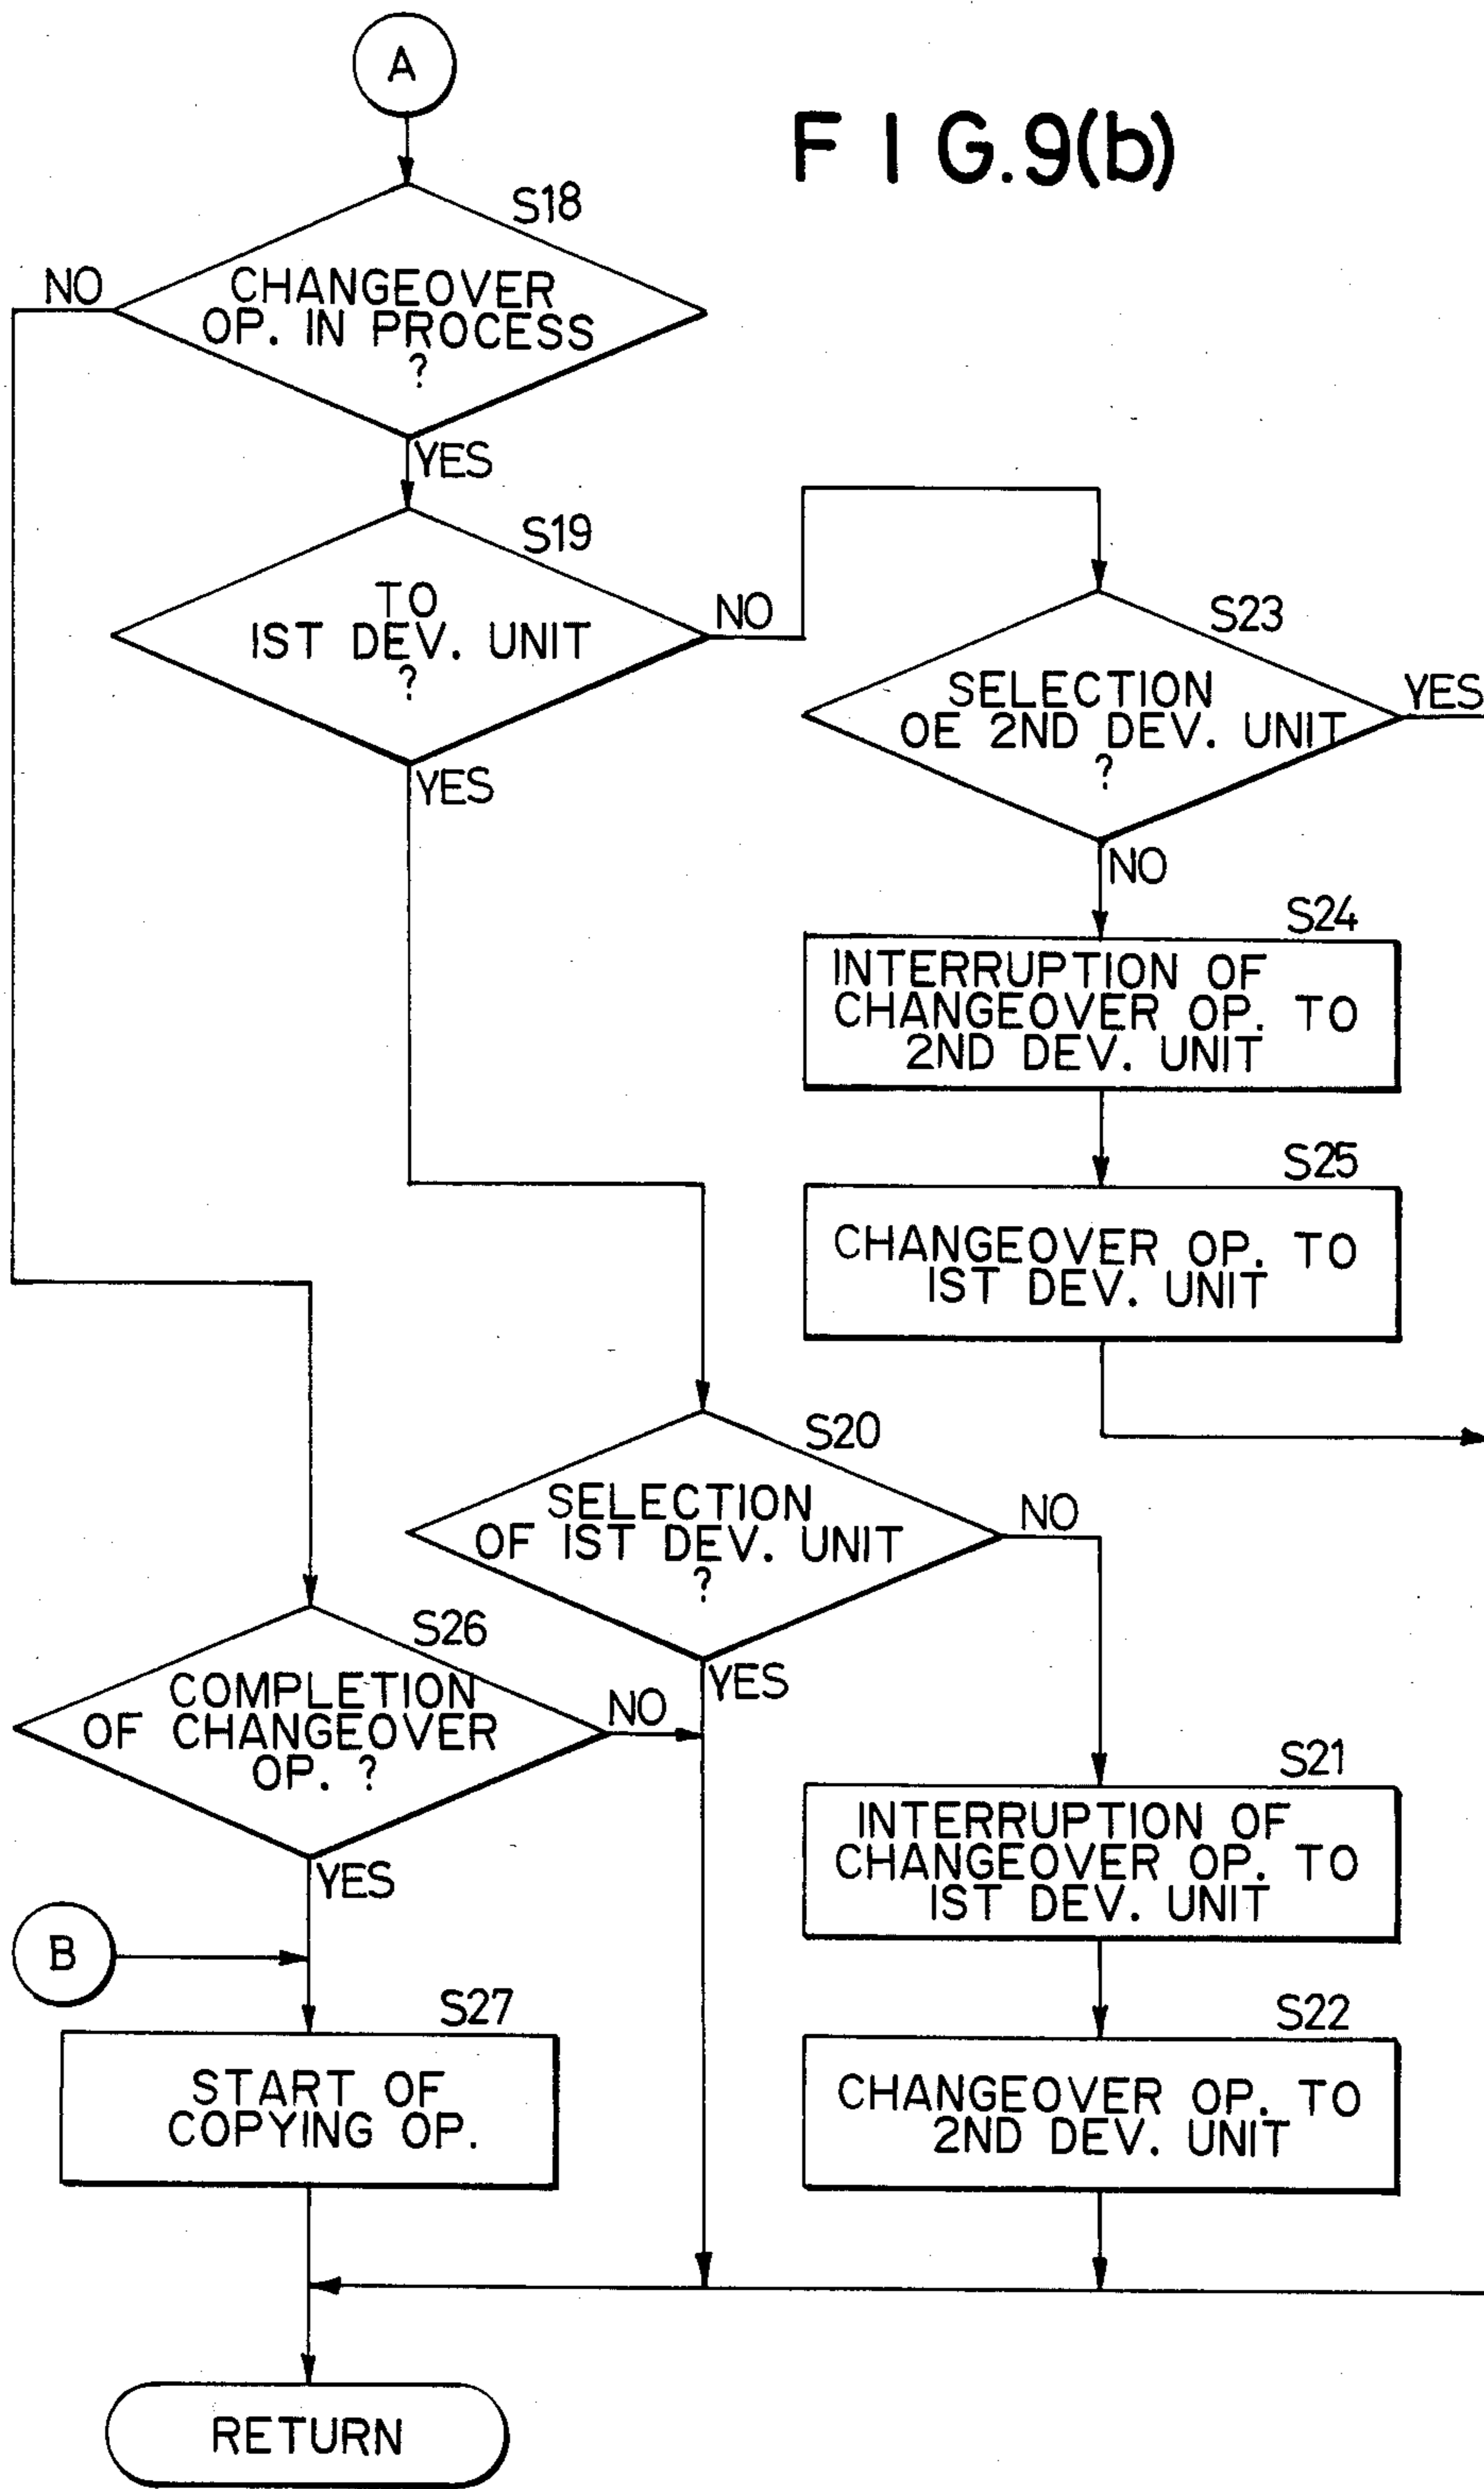 A
F I G.9(b)
S18
NO
CHANGEOVER
OP. IN PROCESS
?
YES
S19
TO
IST DEV. UNIT
?
NO
YES
S23
SELECTION
OE 2ND DEV. UNIT
?
YES
NO
S24
INTERRUPTION OF
CHANGEOVER OP. TO
2ND DEV. UNIT
S25
CHANGEOVER OP. TO
IST DEV. UNIT
S20
SELECTION
OF IST DEV. UNIT
?
NO
YES
S26
COMPLETION
OF CHANGEOVER
OP. ?
NO
YES
S21
INTERRUPTION OF
CHANGEOVER OP. TO
IST DEV. UNIT
B
S27
START OF
COPYING OP.
S22
CHANGEOVER OP. TO
2ND DEV. UNIT
RETURN